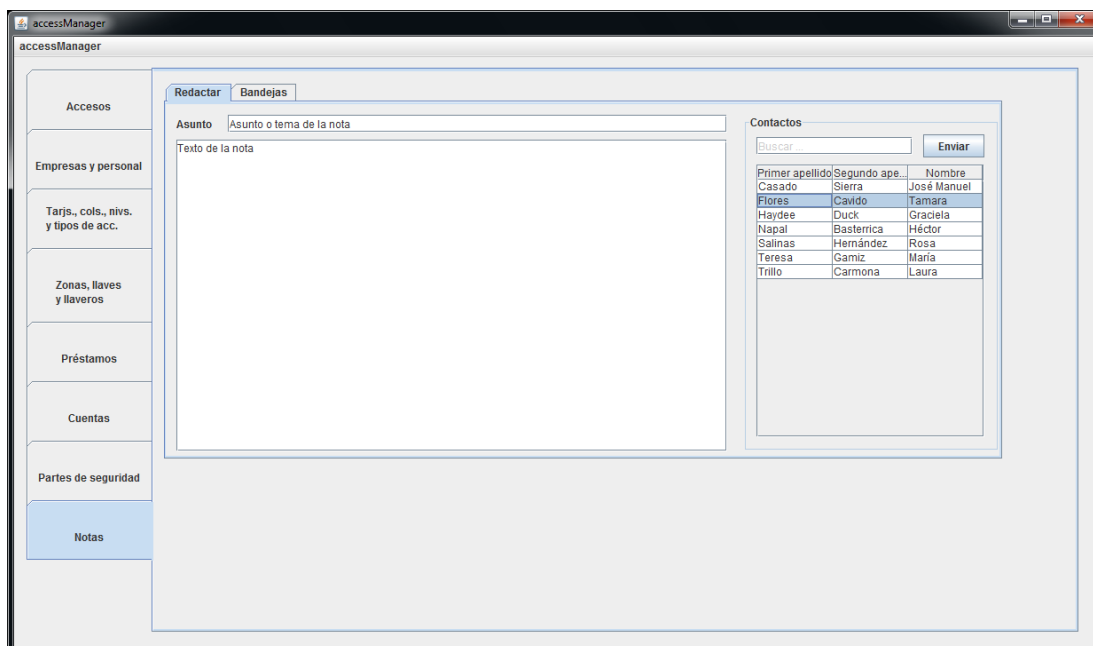 accessManager
accessManager
Accesos
Empresas y personal
Tarjs., cols., nivs.
y tipos de acc.
Zonas, llaves
y llaveros
Préstamos
Cuentas
Partes de seguridad
Notas
Redactar Bandejas
Asunto Asunto o tema de la nota
Texto de la nota
Contactos
Buscar ... Enviar
Primer apellido Segundo ape... Nombre
Casado Sierra José Manuel
Flores Cavido Tamara
Haydee Duck Graciela
Napal Basterrica Héctor
Salinas Hernández Rosa
Teresa Gamiz María
Trillo Carmona Laura